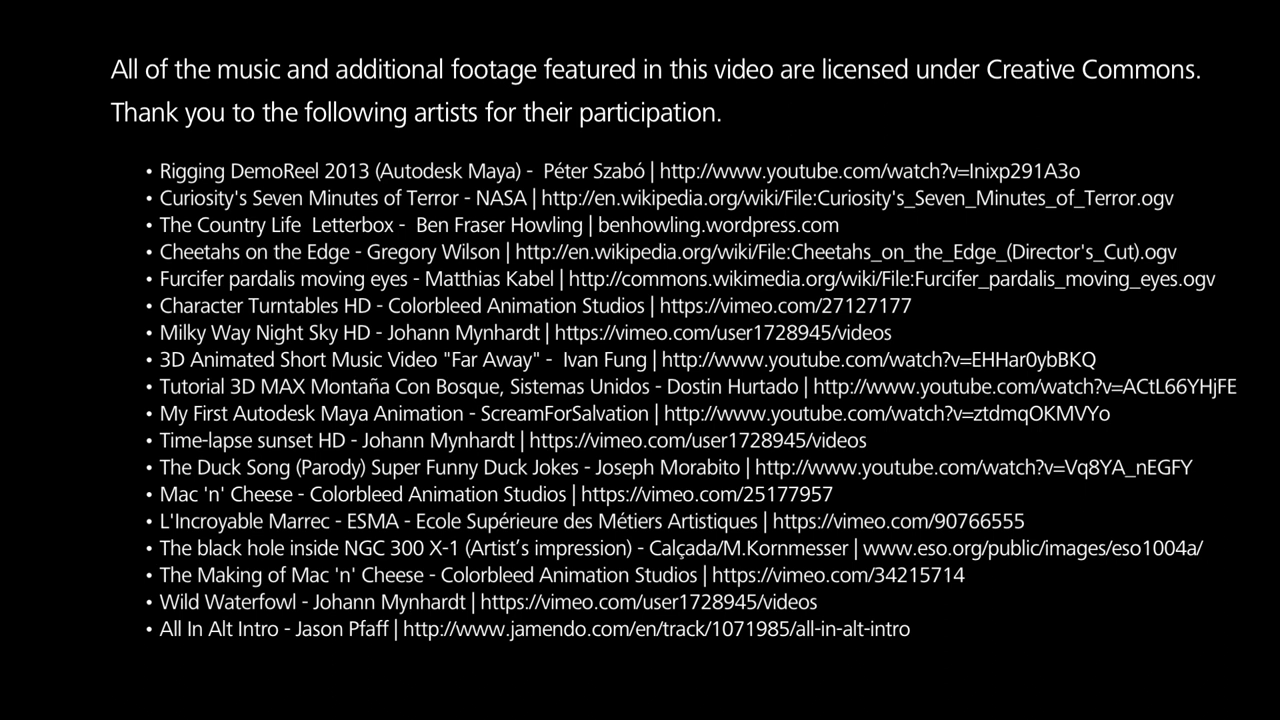 All of the music and additional footage featured in this video are licensed under Creative Commons.
Thank you to the following artists for their participation.
• Rigging DemoReel 2013 (Autodesk Maya) - Péter Szabó | http://www.youtube.com/watch?v=Inixp291A3o
• Curiosity's Seven Minutes of Terror - NASA | http://en.wikipedia.org/wiki/File:Curiosity's_Seven_Minutes_of_Terror.ogv
• The Country Life Letterbox - Ben Fraser Howling | benhowling.wordpress.com
• Cheetahs on the Edge - Gregory Wilson | http://en.wikipedia.org/wiki/File:Cheetahs_on_the_Edge_(Director's_Cut).ogv
• Furcifer pardalis moving eyes - Matthias Kabel | http://commons.wikimedia.org/wiki/File:Furcifer_pardalis_moving_eyes.ogv
• Character Turntables HD - Colorbleed Animation Studios | https://vimeo.com/27127177
• Milky Way Night Sky HD - Johann Mynhardt | https://vimeo.com/user1728945/videos
• 3D Animated Short Music Video "Far Away" - Ivan Fung | http://www.youtube.com/watch?v=EHHar0ybBKQ
• Tutorial 3D MAX Montaña Con Bosque, Sistemas Unidos - Dostin Hurtado | http://www.youtube.com/watch?v=ACtL66YHjFE
• My First Autodesk Maya Animation - ScreamForSalvation | http://www.youtube.com/watch?v=ztdmqOKMVYo
• Time-lapse sunset HD - Johann Mynhardt | https://vimeo.com/user1728945/videos
• The Duck Song (Parody) Super Funny Duck Jokes - Joseph Morabito | http://www.youtube.com/watch?v=Vq8YA_nEGFY
• Mac 'n' Cheese - Colorbleed Animation Studios | https://vimeo.com/25177957
• L'Incroyable Marrec - ESMA - Ecole Supérieure des Métiers Artistiques | https://vimeo.com/90766555
• The black hole inside NGC 300 X-1 (Artist’s impression) - Calçada/M.Kornmesser | www.eso.org/public/images/eso1004a/
• The Making of Mac 'n' Cheese - Colorbleed Animation Studios | https://vimeo.com/34215714
• Wild Waterfowl - Johann Mynhardt | https://vimeo.com/user1728945/videos
• All In Alt Intro - Jason Pfaff | http://www.jamendo.com/en/track/1071985/all-in-alt-intro